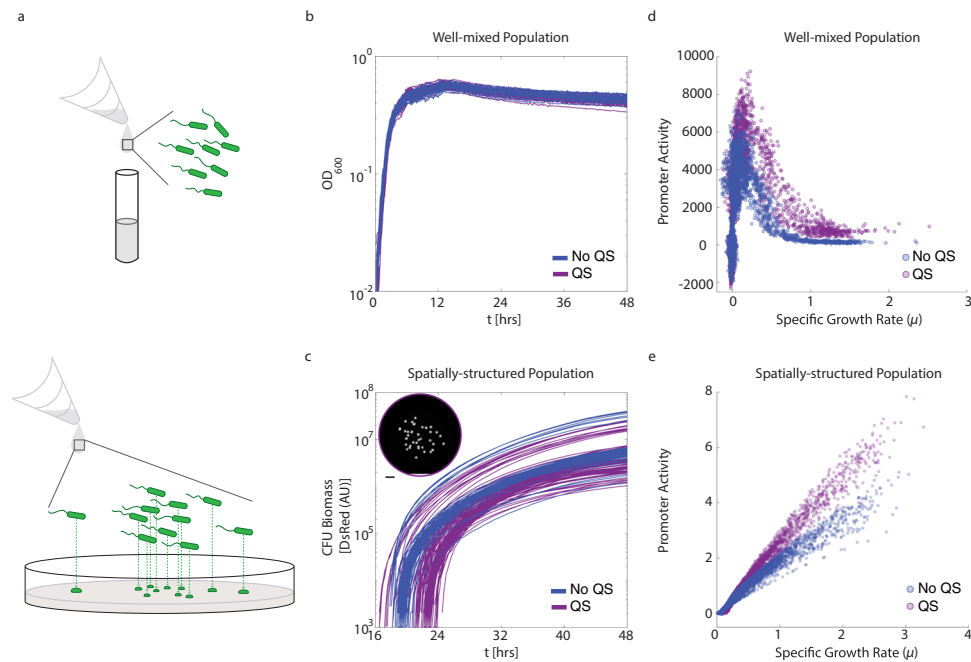 a
b
Well-mixed Population
OD600
10^0
10^-1
10^-2
0 12 24 36 48
t [hrs]
No QS
QS
c
Spatially-structured Population
CFU Biomass
[DsRed (AU)]
10^8
10^7
10^5
10^3
16 24 32 40 48
t [hrs]
No QS
QS
d
Well-mixed Population
Promoter Activity
10000
8000
6000
4000
2000
0
-2000
0 1 2 3
Specific Growth Rate (μ)
No QS
QS
e
Spatially-structured Population
Promoter Activity
8
6
4
2
0
0 1 2 3 4
Specific Growth Rate (μ)
No QS
QS